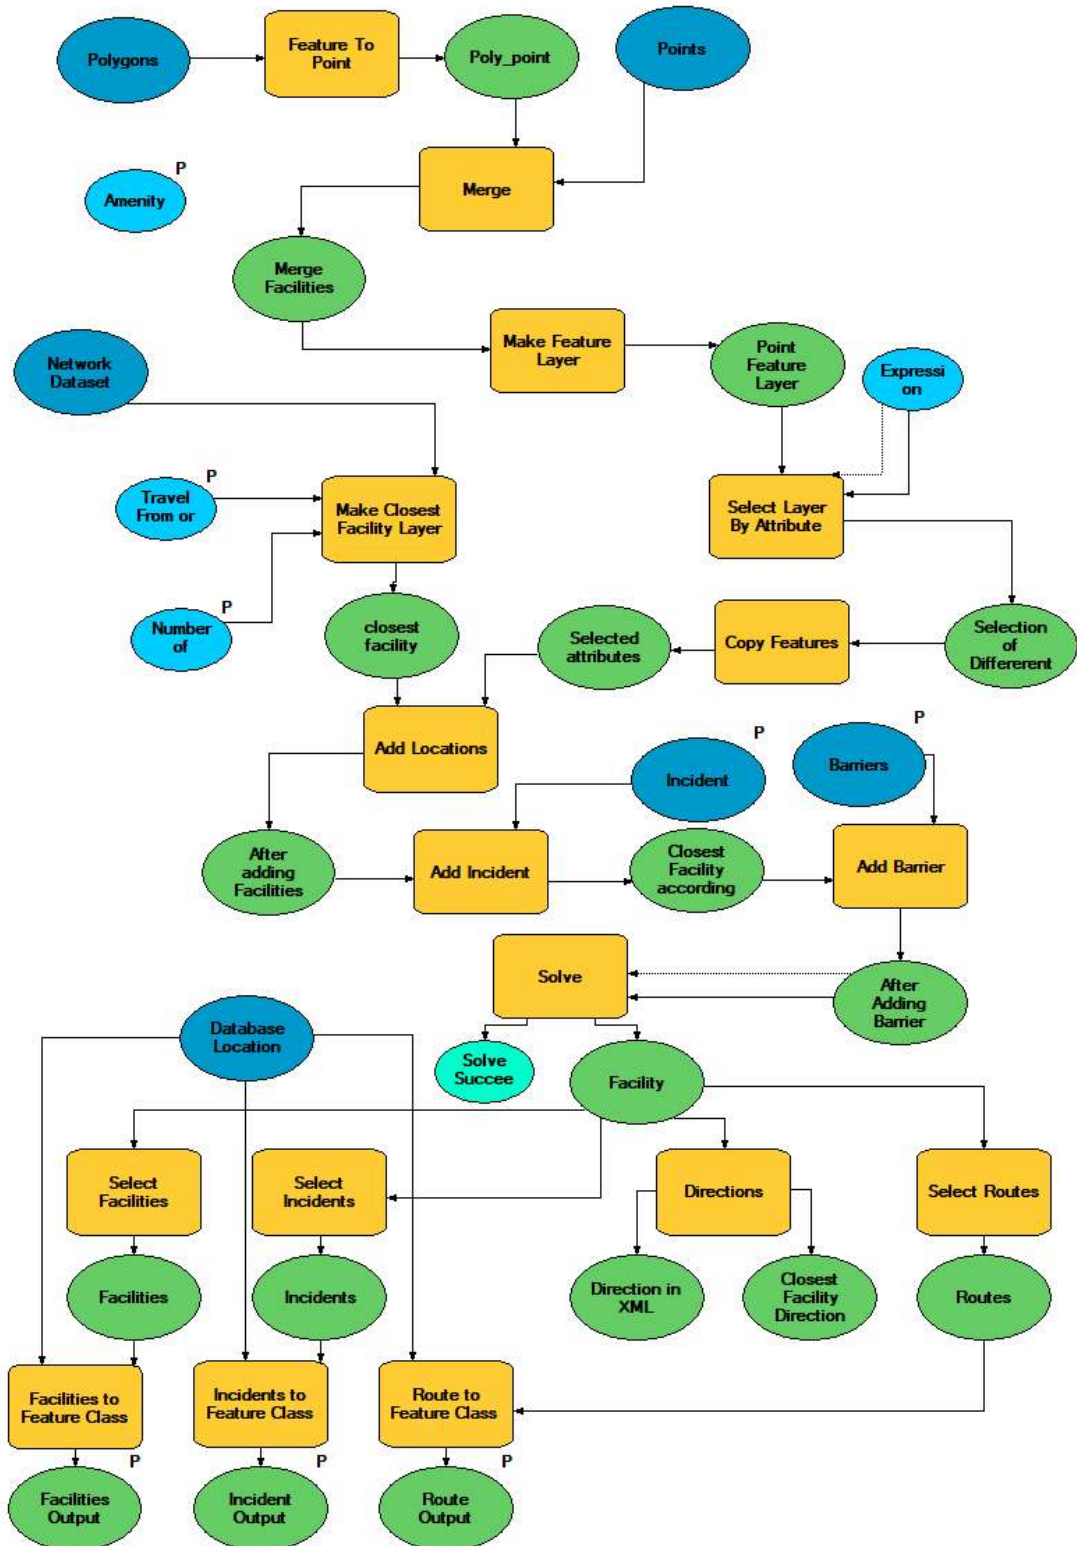 Polygons
Feature To
Point
Poly_point
Points
P
Amenity
Merge
Merge
Facilities
Network
Dataset
Make Feature
Layer
Point
Feature
Layer
Expressi
on
P
Travel
From or
Make Closest
Facility Layer
Select Layer
By Attribute
P
Number
of
closest
facility
Selected
attributes
Copy Features
Selection
of
Differerent
Add Locations
P
Incident
P
Barriers
After
adding
Facilities
Add Incident
Closest
Facility
according
Add Barrier
Solve
After
Adding
Barrier
Database
Location
Solve
Succee
Facility
Select
Facilities
Select
Incidents
Directions
Select Routes
Facilities
Incidents
Direction in
XML
Closest
Facility
Direction
Routes
Facilities to
Feature Class
Incidents to
Feature Class
Route to
Feature Class
P
P
P
Facilities
Output
Incident
Output
Route
Output